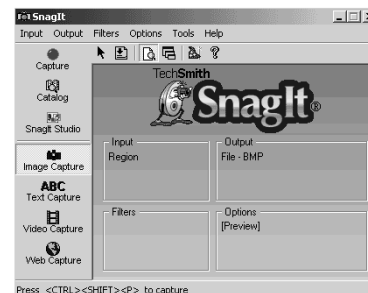 SnagIt
Input Output Filters Options Tools Help
Capture
Catalog
SnagIt Studio
Image Capture
ABC
Text Capture
Video Capture
Web Capture
TechSmith
SnagIt®
Input
Region
Output
File - BMP
Filters
Options
[Preview]
Press <CTRL><SHIFT><P> to capture